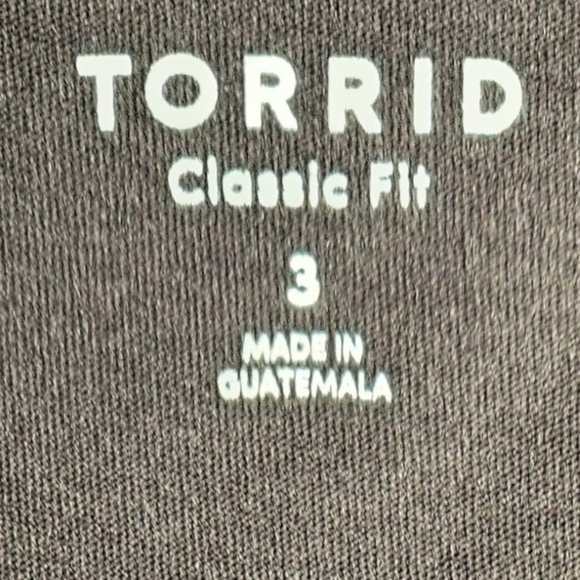 TORRID
Classic Fit
3
MADE IN
GUATEMALA